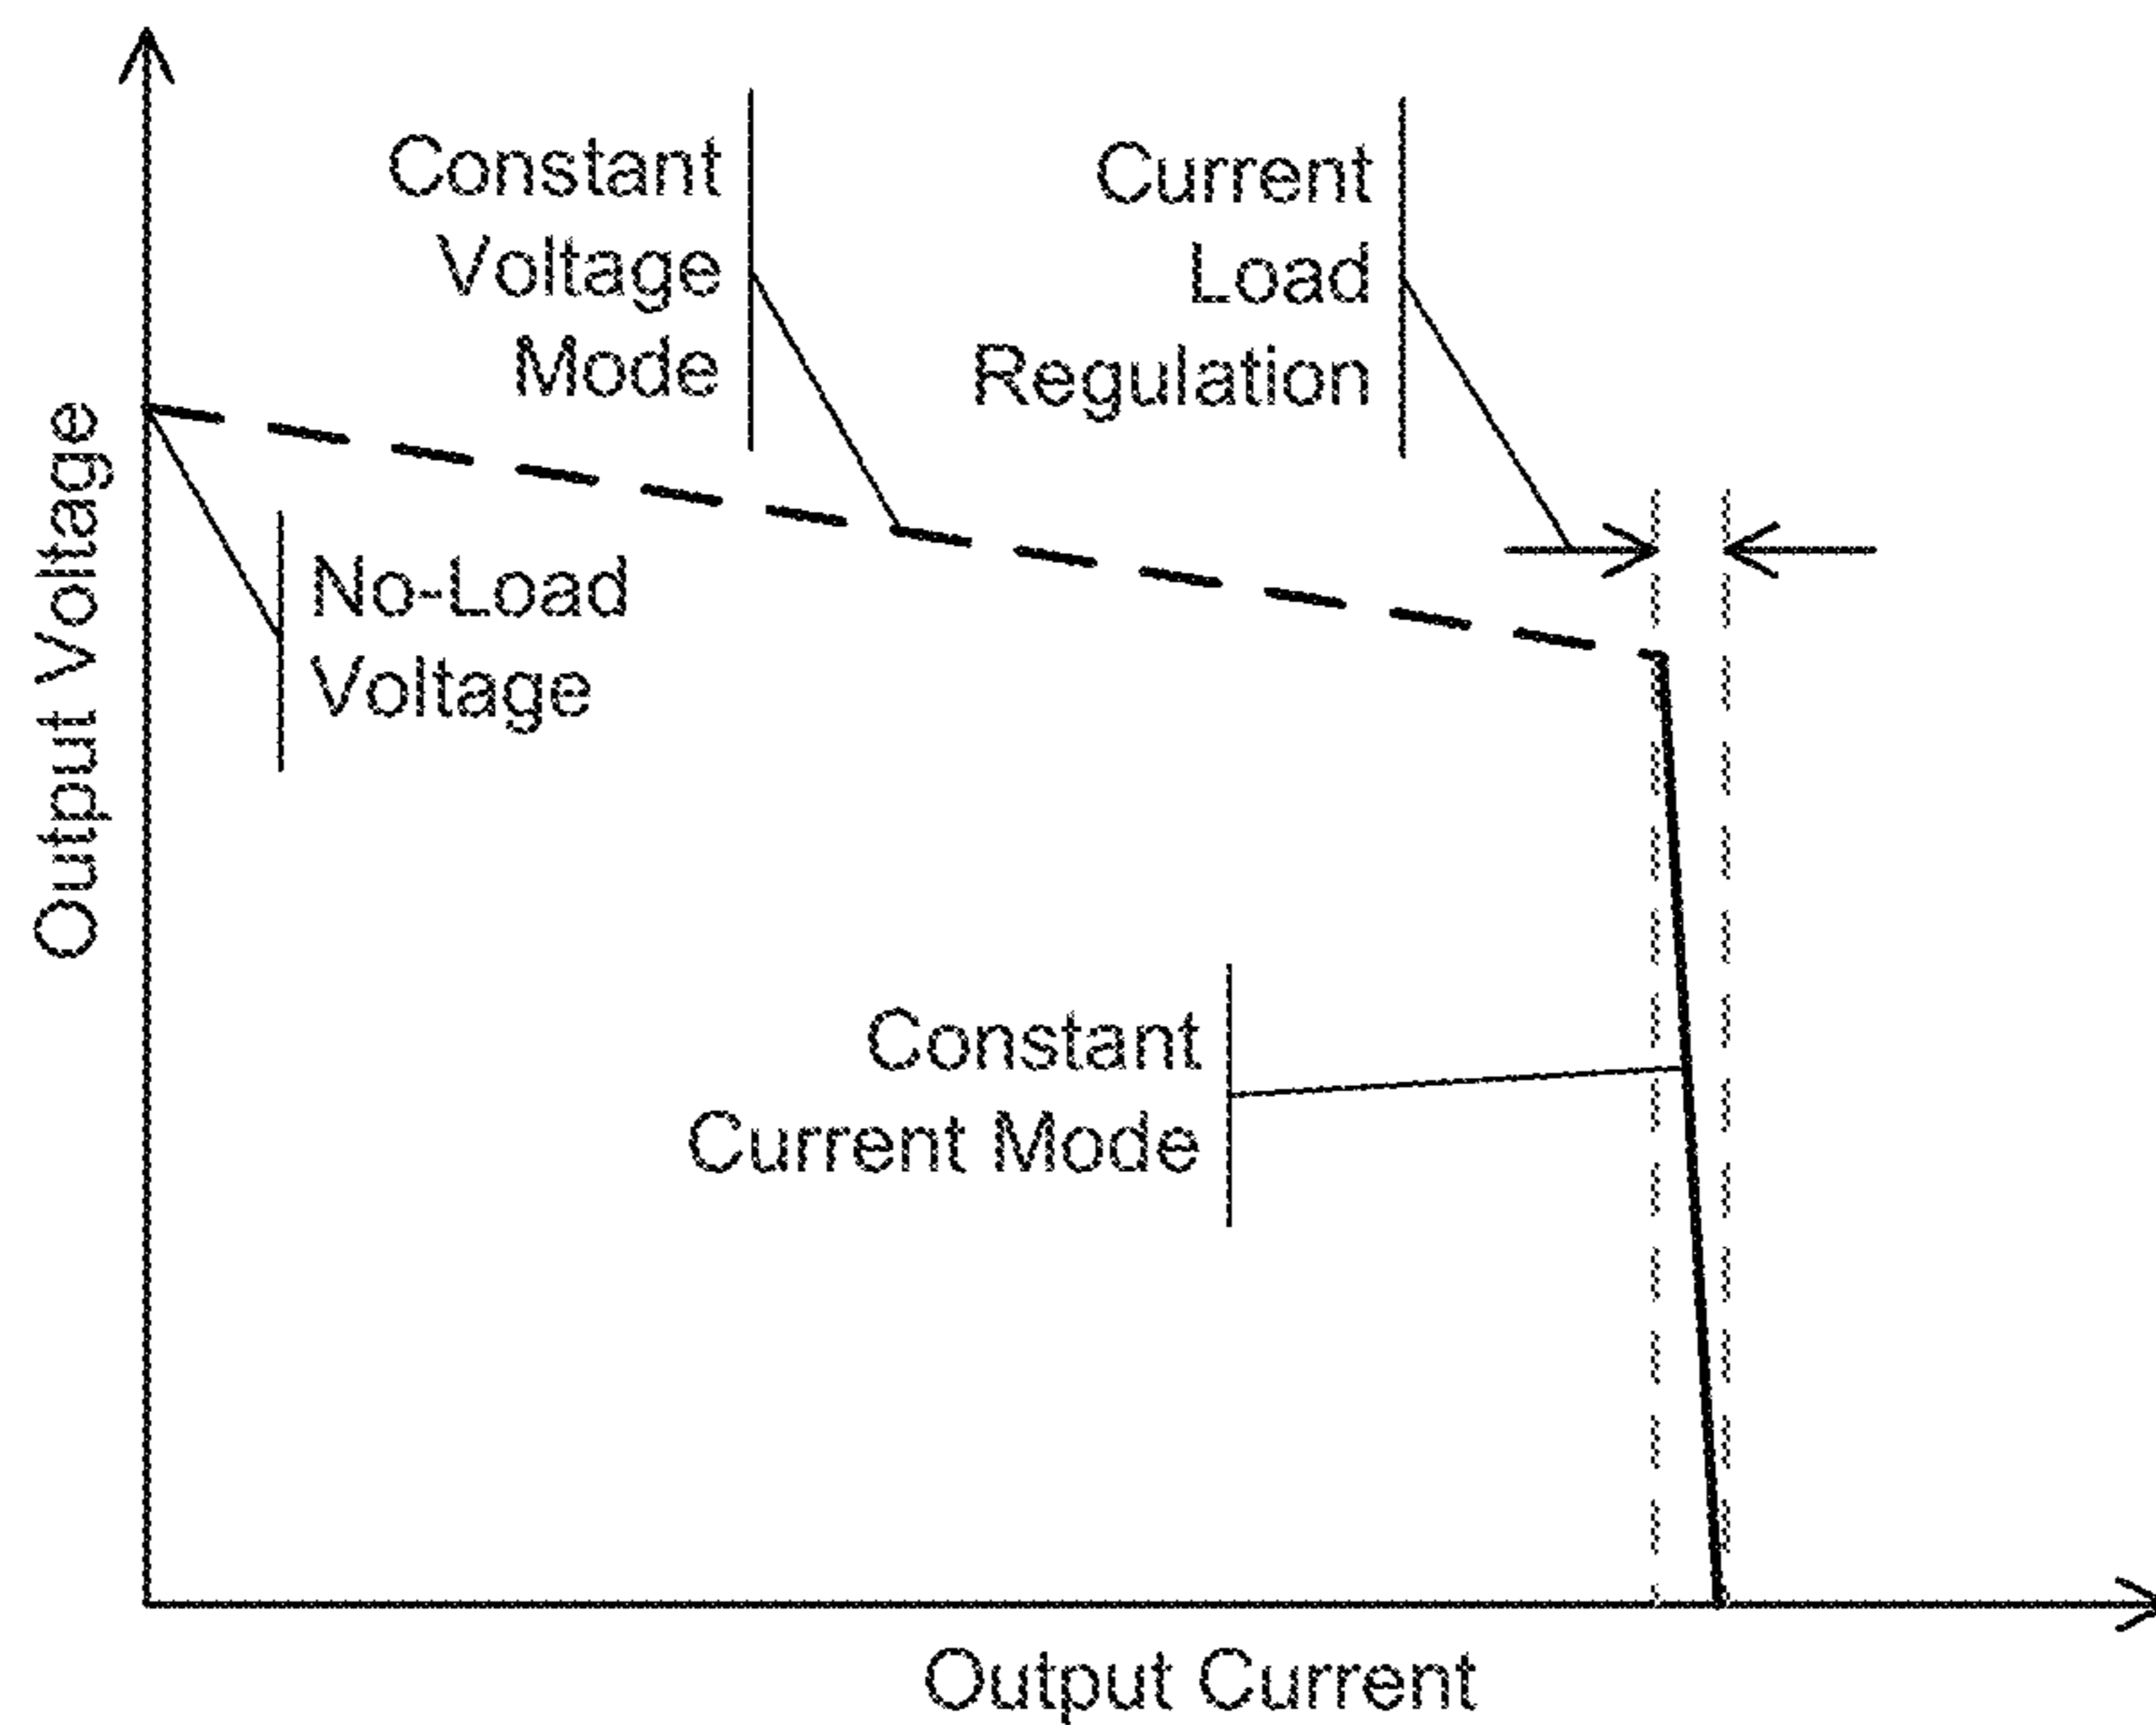 Constant
Voltage
Mode
Current
Load
Regulation
No-Load
Voltage
Output Voltage
Constant
Current Mode
Output Current